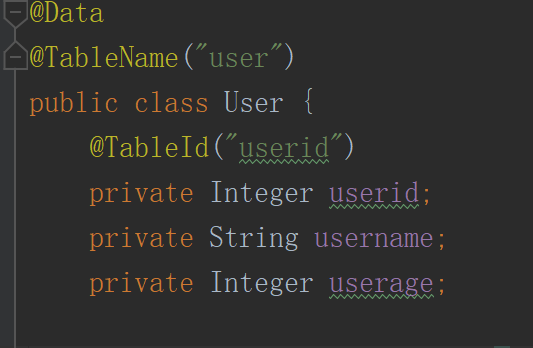 @Data
@TableName("user")
public class User {
@TableId("userid")
private Integer userid;
private String username;
private Integer userage;